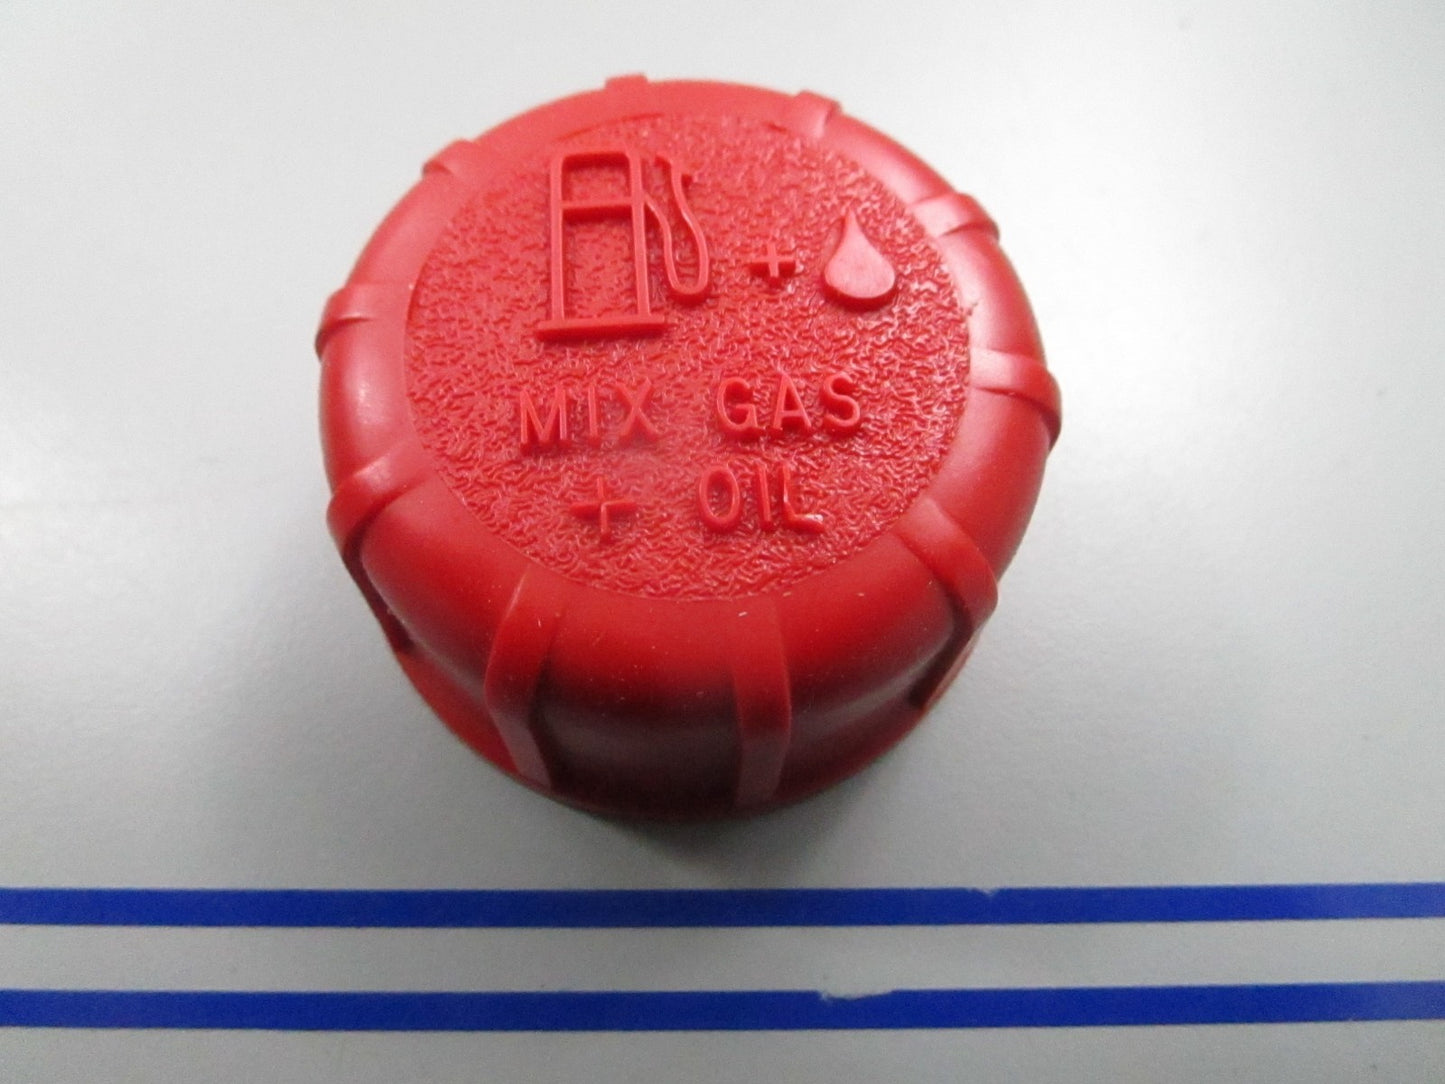 +
MIX GAS
+ OIL